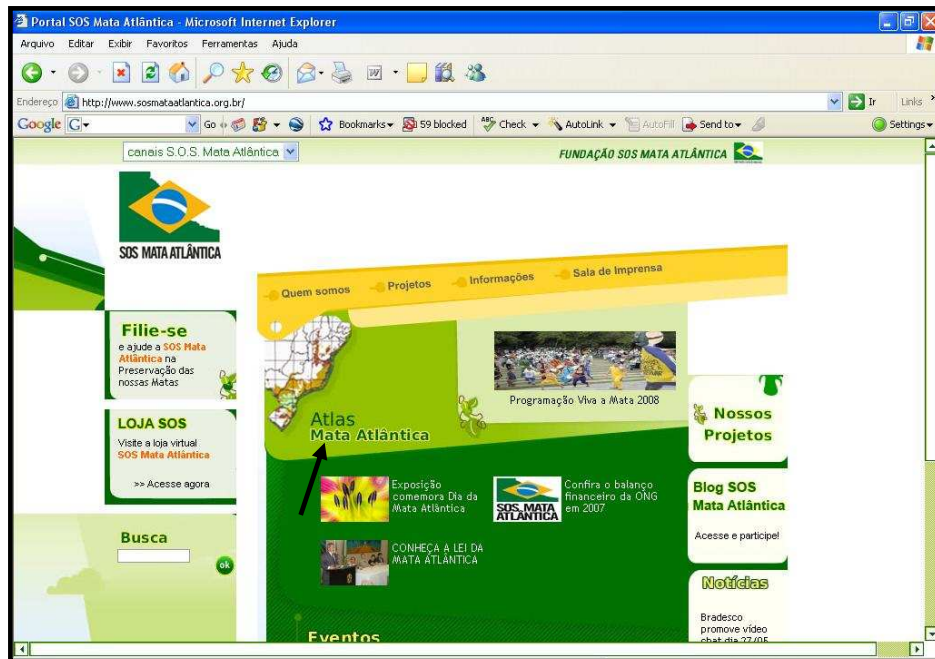 Portal SOS Mata Atlântica - Microsoft Internet Explorer
Arquivo Editar Exibir Favoritos Ferramentas Ajuda
Endereço http://www.sosmataatlantica.org.br/ Ir Links
Google G Go Bookmarks 59 blocked ABC Check AutoLink AutoFill Send to Settings
canais S.O.S. Mata Atlântica
FUNDAÇÃO SOS MATA ATLÂNTICA
SOS MATA ATLÂNTICA
Quem somos Projetos Informações Sala de Imprensa
Filie-se
e ajude a SOS Mata
Atlântica na
Preservação das
nossas Matas
LOJA SOS
Visite a loja virtual
SOS Mata Atlântica
>> Acesse agora
Busca
ok
Atlas
Mata Atlântica
Programação Viva a Mata 2008
Exposição
comemora Dia da
Mata Atlântica
SOS MATA
ATLÂNTICA
Confira o balanço
financeiro da ONG
em 2007
CONHEÇA A LEI DA
MATA ATLÂNTICA
Eventos
Nossos
Projetos
Blog SOS
Mata Atlântica
Acesse e participe!
Notícias
Bradesco
promove vídeo
chat dia 27/05